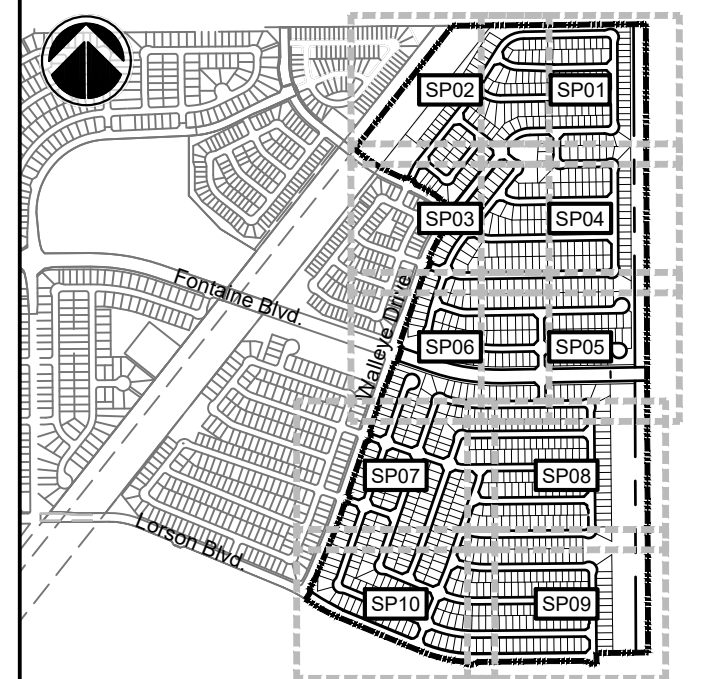 SP02
SP01
SP03
SP04
Fontaine Blvd.
Walleye Drive
SP06
SP05
SP07
SP08
Lorson Blvd.
SP10
SP09